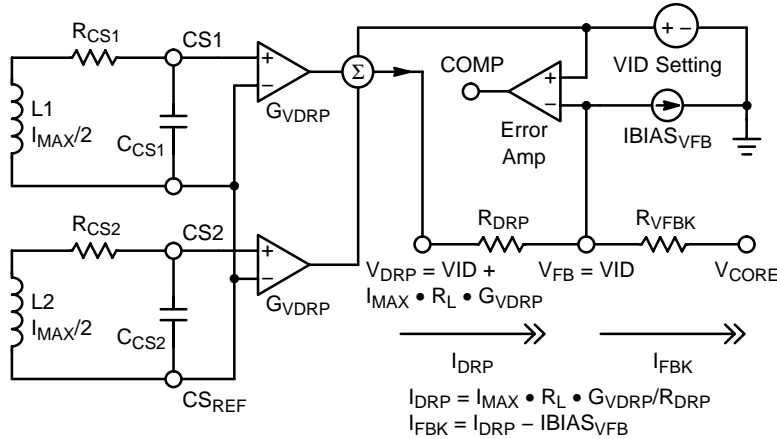 R_CS1
CS1
+
−
G_VDRP
Σ
L1
I_MAX/2
C_CS1
COMP
+
−
Error
Amp
+ −
VID Setting
IBIAS_VFB
R_CS2
CS2
+
−
G_VDRP
L2
I_MAX/2
C_CS2
CS_REF
R_DRP
R_VFBK
V_DRP = VID +
I_MAX • R_L • G_VDRP
V_FB = VID
V_CORE
I_DRP
I_FBK
I_DRP = I_MAX • R_L • G_VDRP/R_DRP
I_FBK = I_DRP − IBIAS_VFB